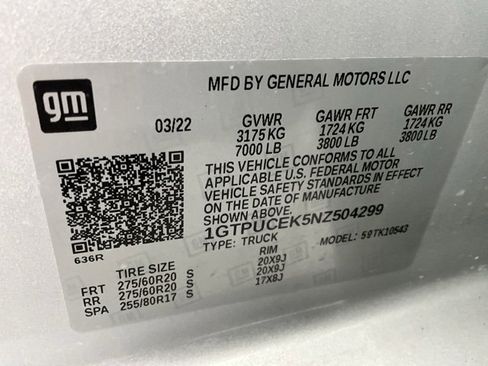 gm
MFD BY GENERAL MOTORS LLC
03/22 GVWR GAWR FRT GAWR RR
3175 KG 1724 KG 1724 KG
7000 LB 3800 LB 3800 LB
THIS VEHICLE CONFORMS TO ALL
APPLICABLE U.S. FEDERAL MOTOR
VEHICLE SAFETY STANDARDS IN EFFECT
ON THE DATE OF MANUFACTURE
SHOWN ABOVE.
1GTPUCEK5NZ504299
636R TYPE: TRUCK MODEL: 59TK10543
TIRE SIZE RIM
FRT 275/60R20 S 20X9J
RR 275/60R20 S 20X9J
SPA 255/80R17 S 17X8J